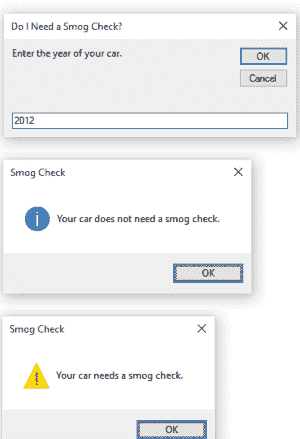 Do I Need a Smog Check?
Enter the year of your car.
OK
Cancel
2012
Smog Check
Your car does not need a smog check.
OK
Smog Check
Your car needs a smog check.
OK